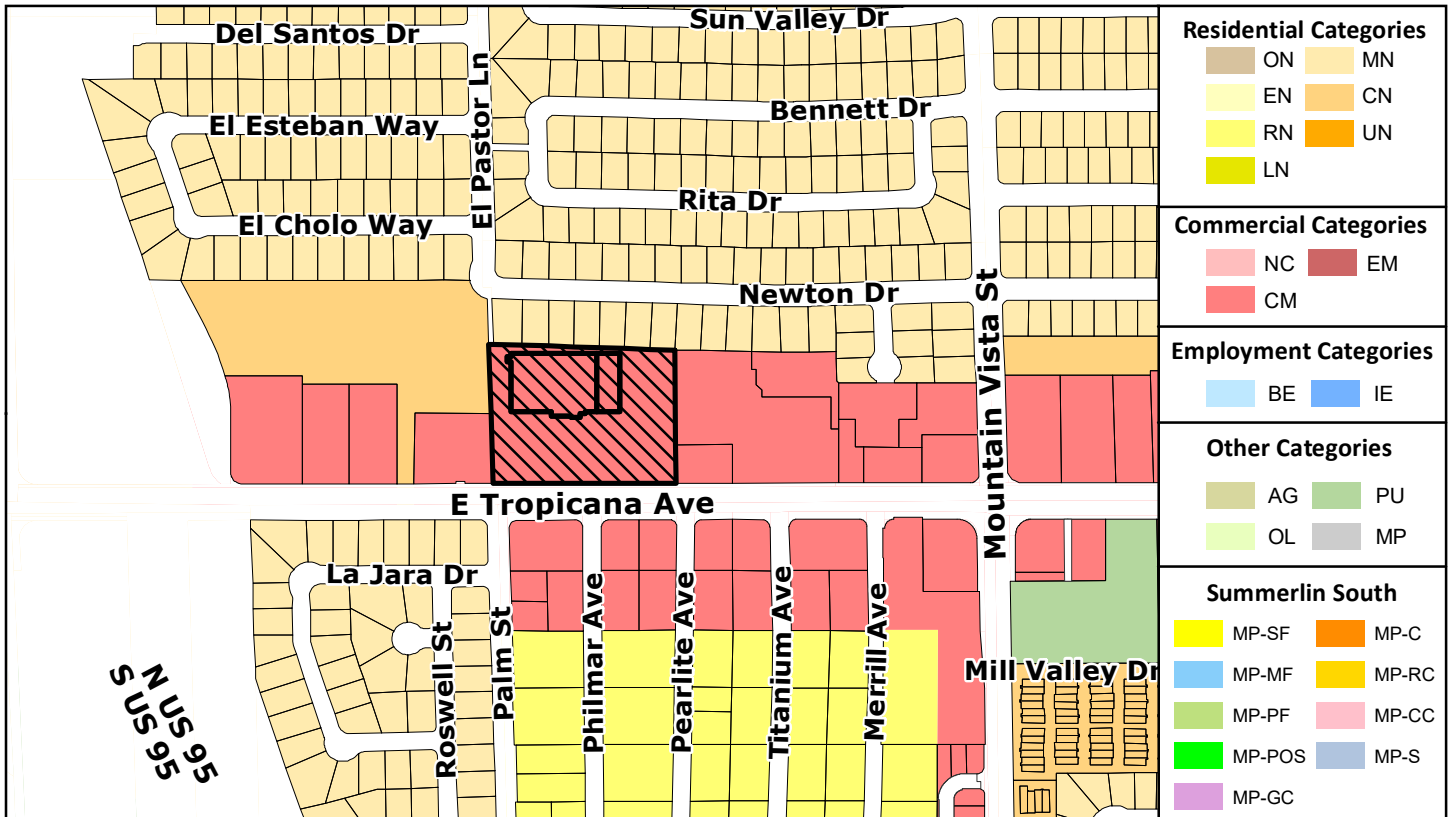 Del Santos Dr
Sun Valley Dr
El Pastor Ln
El Esteban Way
Bennett Dr
Rita Dr
El Cholo Way
Newton Dr
Mountain Vista St
E Tropicana Ave
La Jara Dr
Roswell St
Palm St
Philmar Ave
Pearlite Ave
Titanium Ave
Merrill Ave
Mill Valley Dr
N US 95
S US 95
Residential Categories
ON MN
EN CN
RN UN
LN
Commercial Categories
NC EM
CM
Employment Categories
BE IE
Other Categories
AG PU
OL MP
Summerlin South
MP-SF MP-C
MP-MF MP-RC
MP-PF MP-CC
MP-POS MP-S
MP-GC